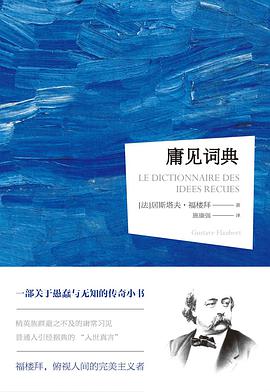 庸见词典
LE DICTIONNAIRE DES
IDEES RECUES
[法]居斯塔夫·福楼拜 —— 著
施康强 —— 译
Gustave Flaubert
一部关于愚蠢与无知的传奇小书
精英族群避之不及的庸常习见
普通人引经据典的“人世真言”
福楼拜，俯视人间的完美主义者